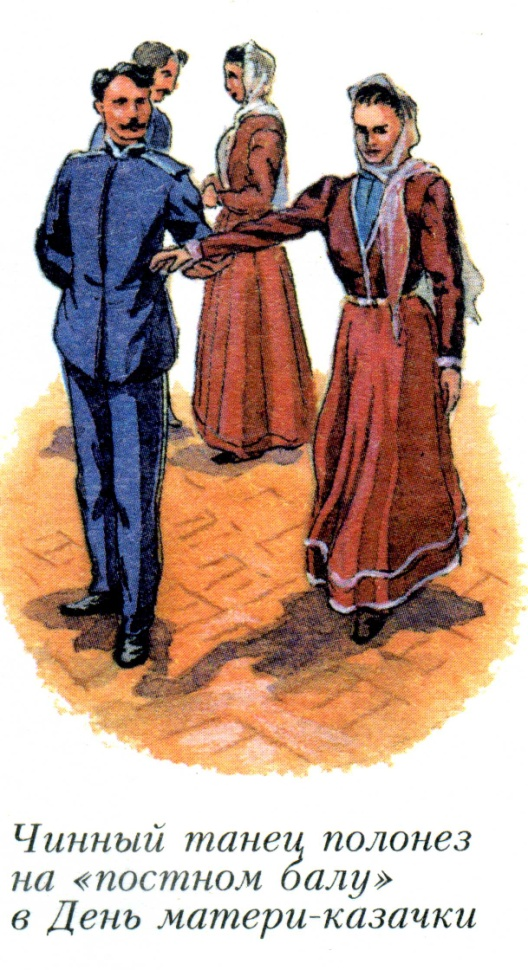 Чинный танец полонез
на «постном балу»
в День матери-казачки